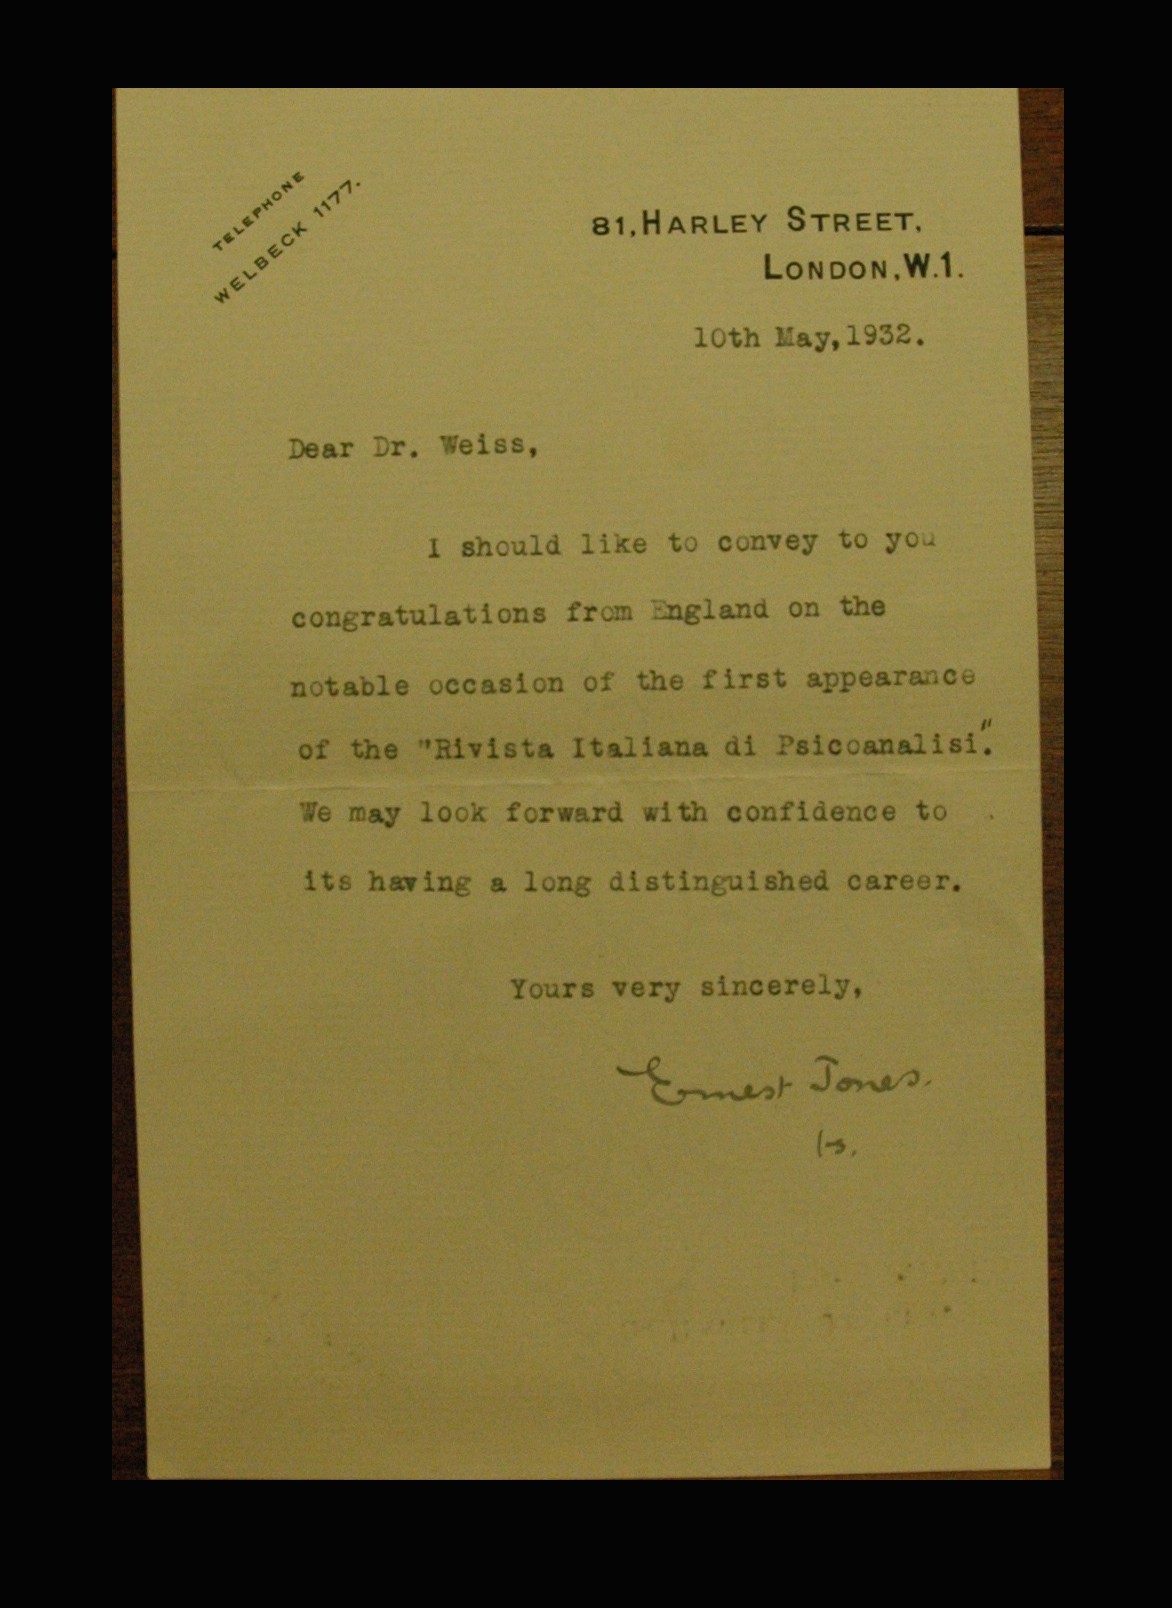 TELEPHONE
WELBECK 1177.
81, HARLEY STREET,
LONDON, W.1.
10th May, 1932.
Dear Dr. Weiss,
I should like to convey to you
congratulations from England on the
notable occasion of the first appearance
of the "Rivista Italiana di Psicoanalisi".
We may look forward with confidence to
its having a long distinguished career.
Yours very sincerely,
Ernest Jones.